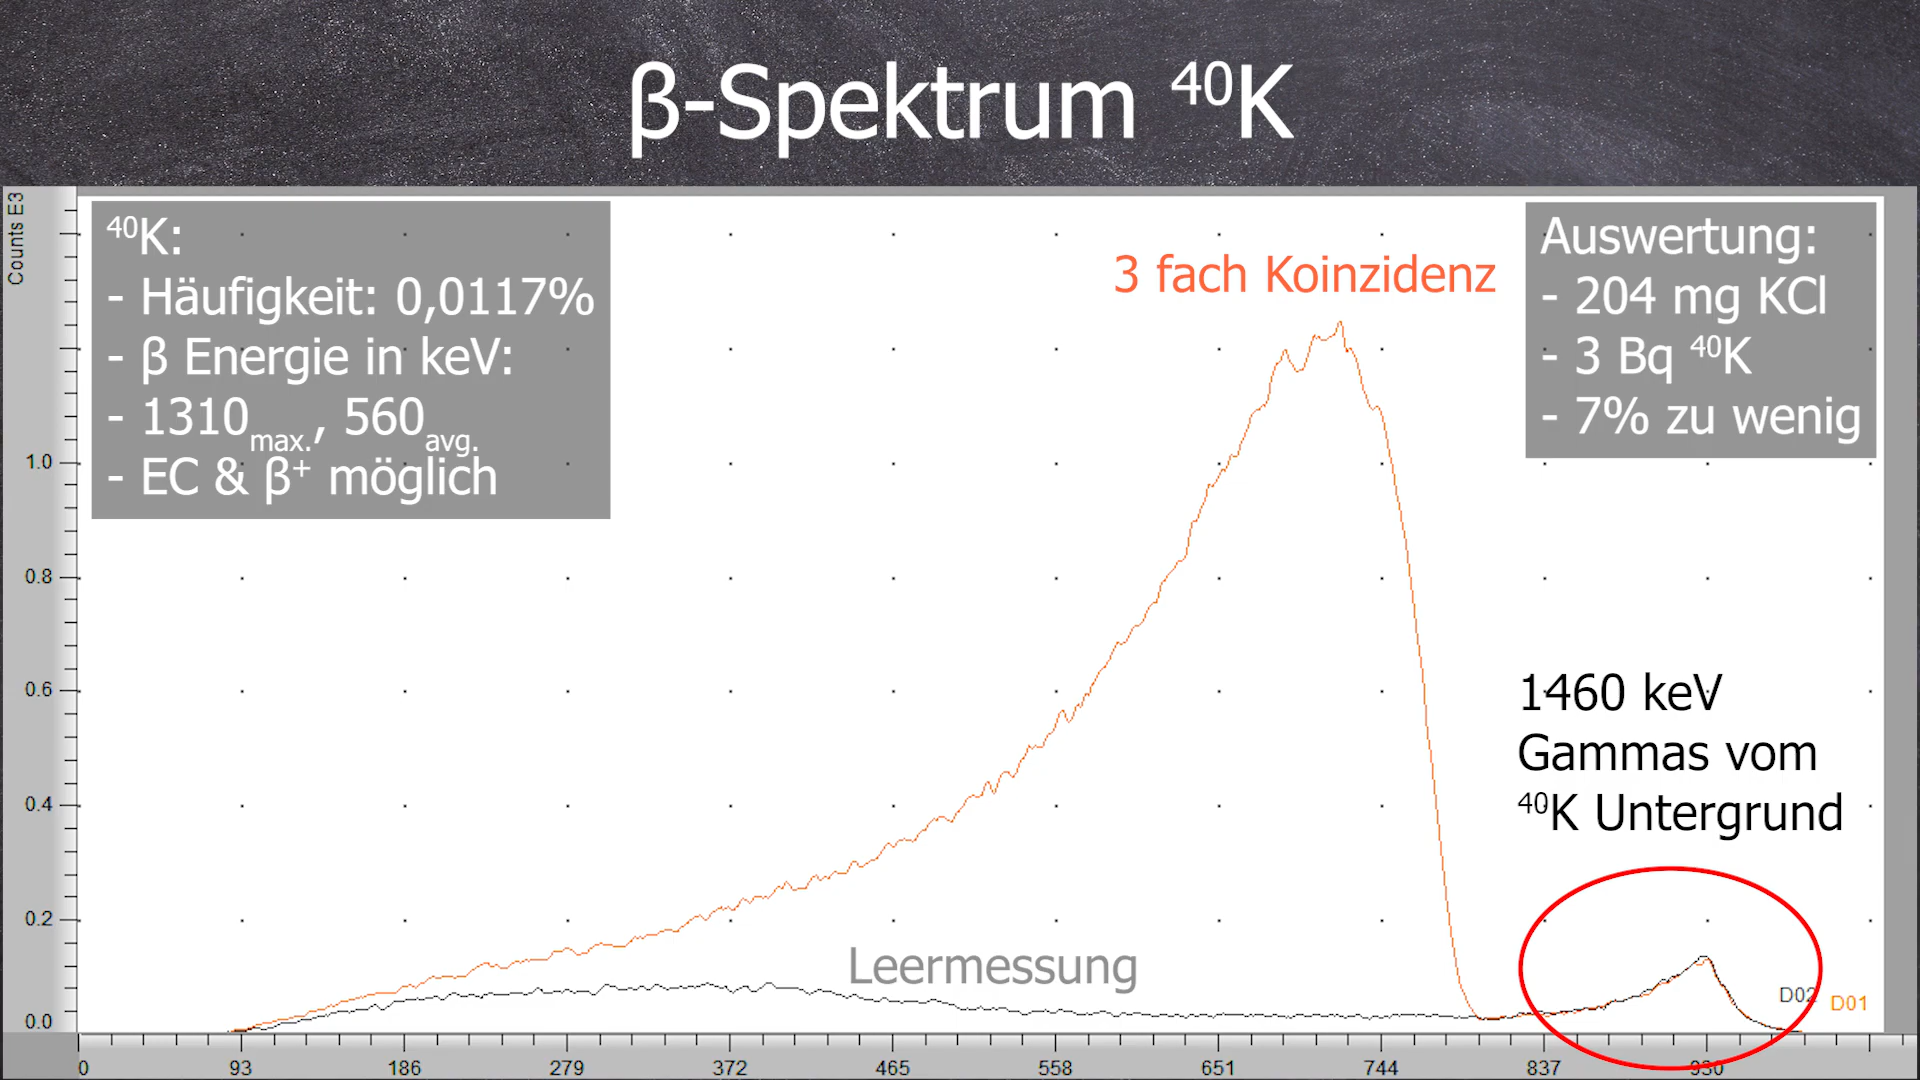 β-Spektrum ⁴⁰K
Counts E3
⁴⁰K:
- Häufigkeit: 0,0117%
- β Energie in keV:
- 1310max., 560avg.
- EC & β⁺ möglich
3 fach Koinzidenz
Auswertung:
- 204 mg KCl
- 3 Bq ⁴⁰K
- 7% zu wenig
1.0
0.8
0.6
0.4
0.2
0.0
1460 keV
Gammas vom
⁴⁰K Untergrund
Leermessung
D02
D01
0 93 186 279 372 465 558 651 744 837 930